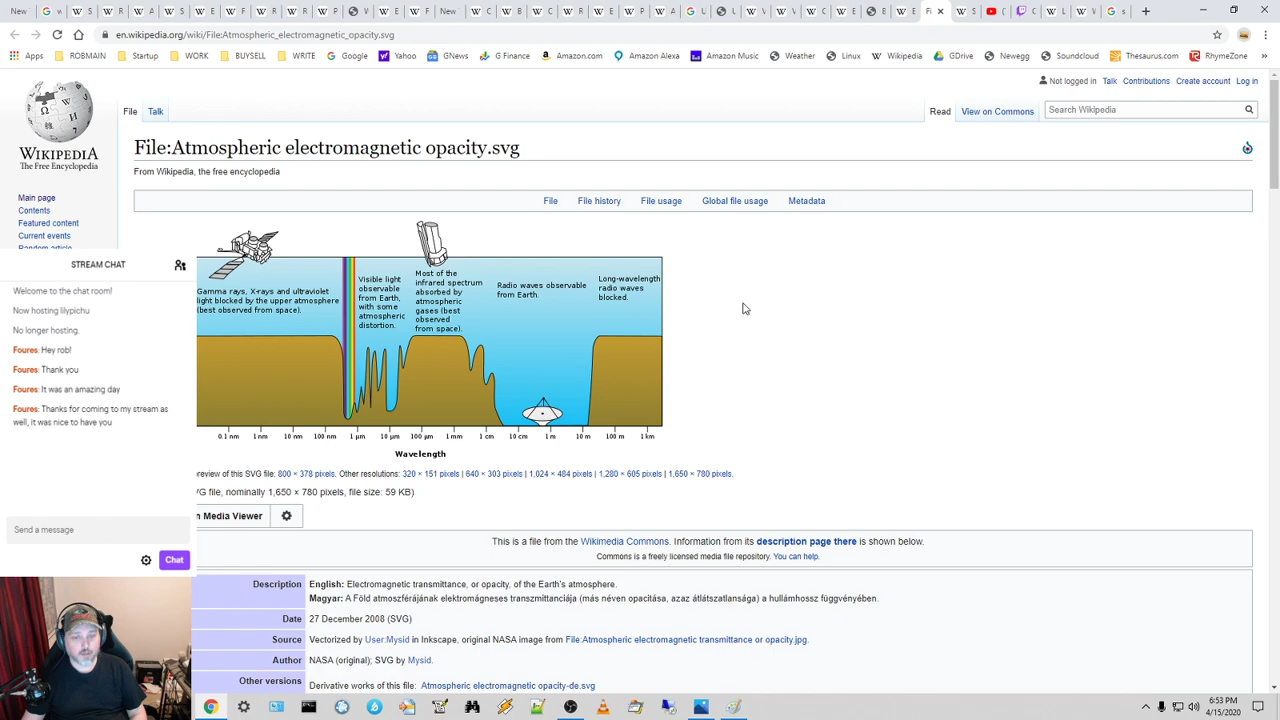 Fi
en.wikipedia.org/wiki/File:Atmospheric_electromagnetic_opacity.svg
Apps ROBMAIN Startup WORK BUYSELL WRITE Google Yahoo GNews G Finance Amazon.com Amazon Alexa Amazon Music Weather Linux Wikipedia GDrive Newegg Soundcloud Thesaurus.com RhymeZone »
Not logged in Talk Contributions Create account Log in
File Talk Read View on Commons Search Wikipedia
WIKIPEDIA
The Free Encyclopedia
File:Atmospheric electromagnetic opacity.svg
From Wikipedia, the free encyclopedia
Main page
Contents
Featured content
Current events
Random article
File File history File usage Global file usage Metadata
STREAM CHAT
Welcome to the chat room!
Now hosting lilypichu
No longer hosting.
Foures: Hey rob!
Foures: Thank you
Foures: It was an amazing day
Foures: Thanks for coming to my stream as
well, it was nice to have you
Send a message
Chat
Gamma rays, X-rays and ultraviolet
light blocked by the upper atmosphere
(best observed from space).
Visible light
observable
from Earth,
with some
atmospheric
distortion.
Most of the
infrared spectrum
absorbed by
atmospheric
gases (best
observed
from space).
Radio waves observable
from Earth.
Long-wavelength
radio waves
blocked.
0.1 nm 1 nm 10 nm 100 nm 1 μm 10 μm 100 μm 1 mm 1 cm 10 cm 1 m 10 m 100 m 1 km
Wavelength
review of this SVG file: 800 × 378 pixels. Other resolutions: 320 × 151 pixels | 640 × 303 pixels | 1,024 × 484 pixels | 1,280 × 605 pixels | 1,650 × 780 pixels.
VG file, nominally 1,650 × 780 pixels, file size: 59 KB)
n Media Viewer
This is a file from the Wikimedia Commons. Information from its description page there is shown below.
Commons is a freely licensed media file repository. You can help.
Description English: Electromagnetic transmittance, or opacity, of the Earth's atmosphere.
Magyar: A Föld atmoszférájának elektromágneses transzmittanciája (más néven opacitása, azaz átlátszatlansága) a hullámhossz függvényében.
Date 27 December 2008 (SVG)
Source Vectorized by User:Mysid in Inkscape, original NASA image from File:Atmospheric electromagnetic transmittance or opacity.jpg.
Author NASA (original); SVG by Mysid.
Other versions Derivative works of this file: Atmospheric electromagnetic opacity-de.svg
6:53 PM
4/15/2020